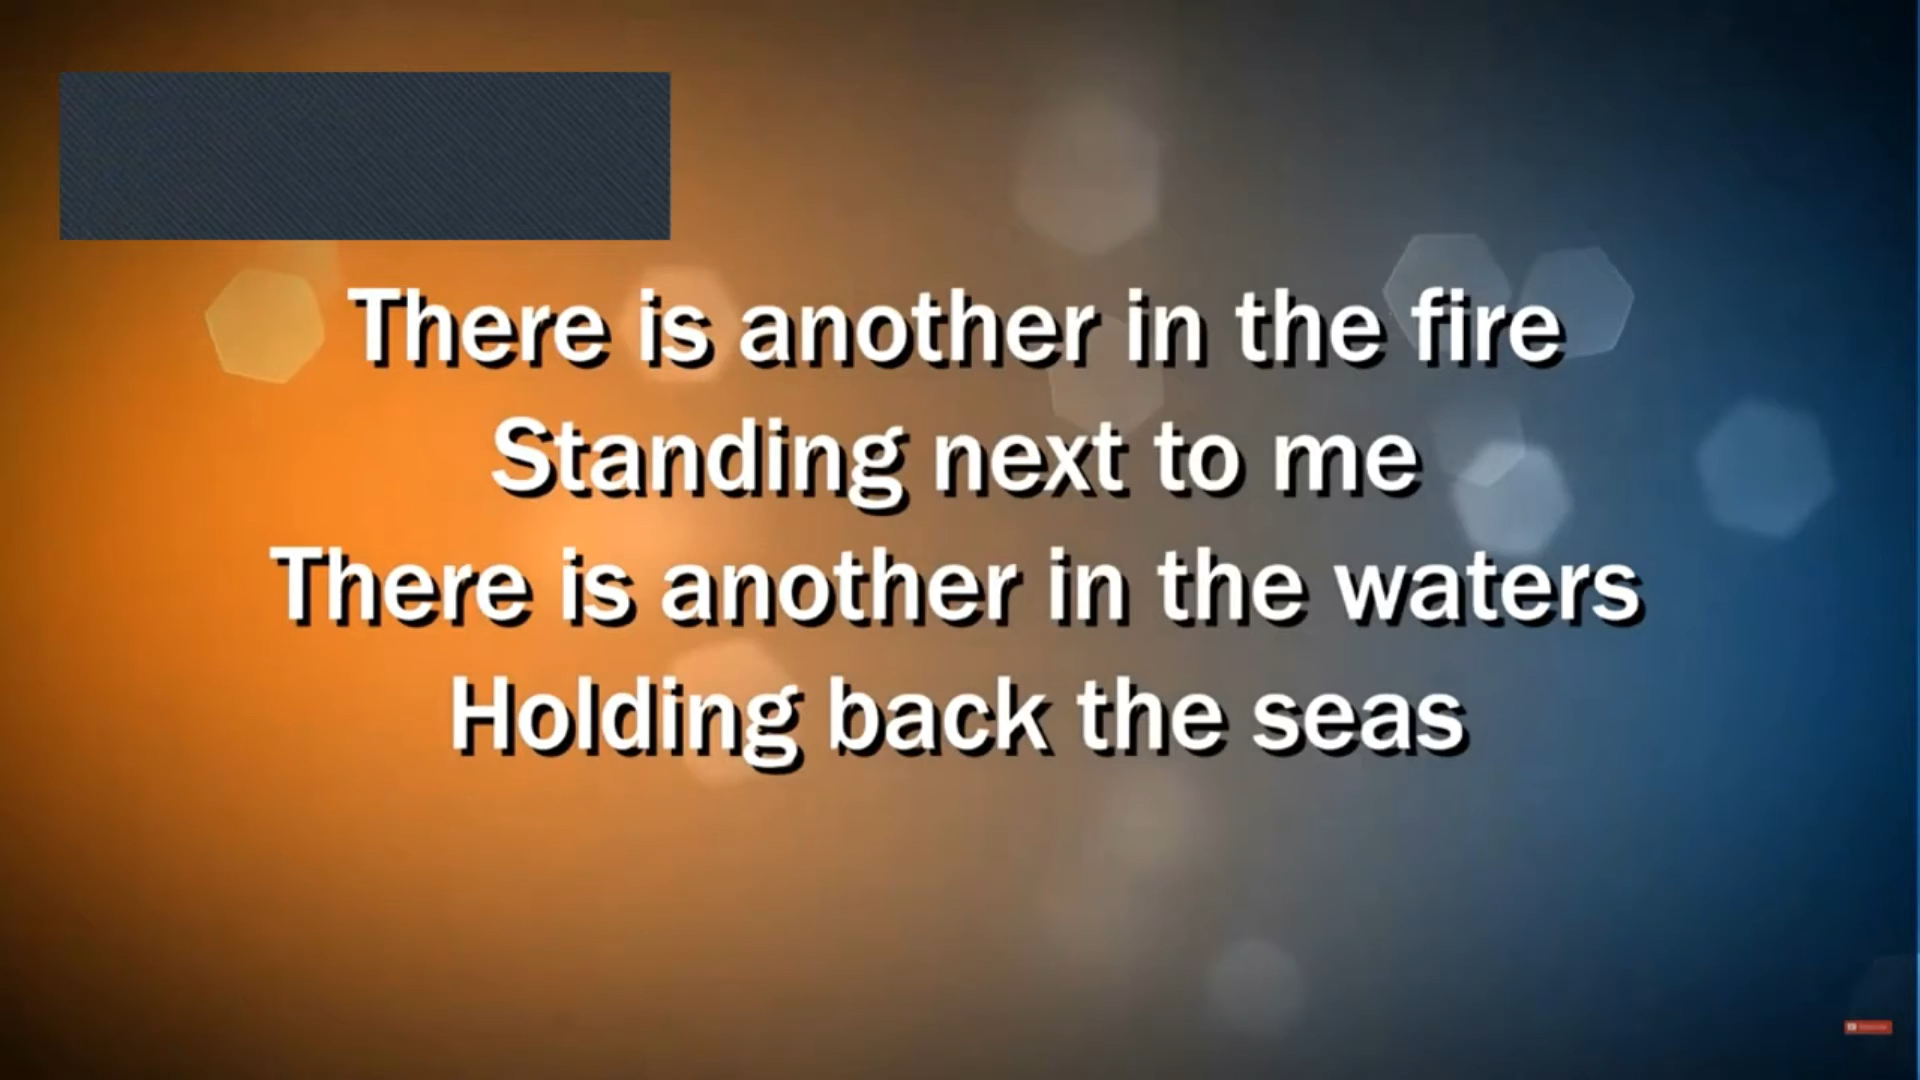 There is another in the fire
Standing next to me
There is another in the waters
Holding back the seas